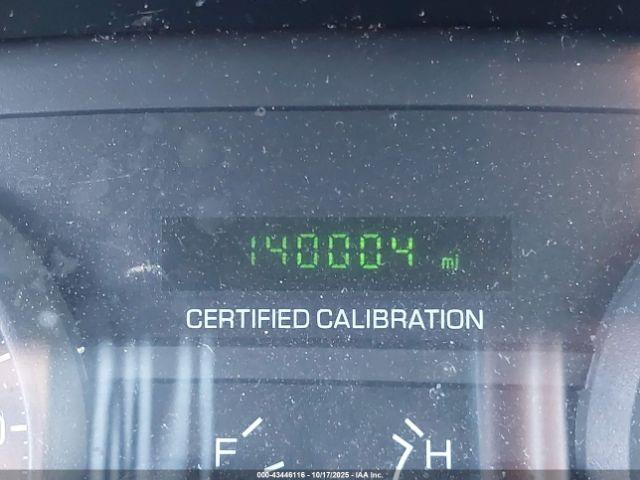 140004 mi
CERTIFIED CALIBRATION
F H
000-43446116 - 10/17/2025 - IAA Inc.